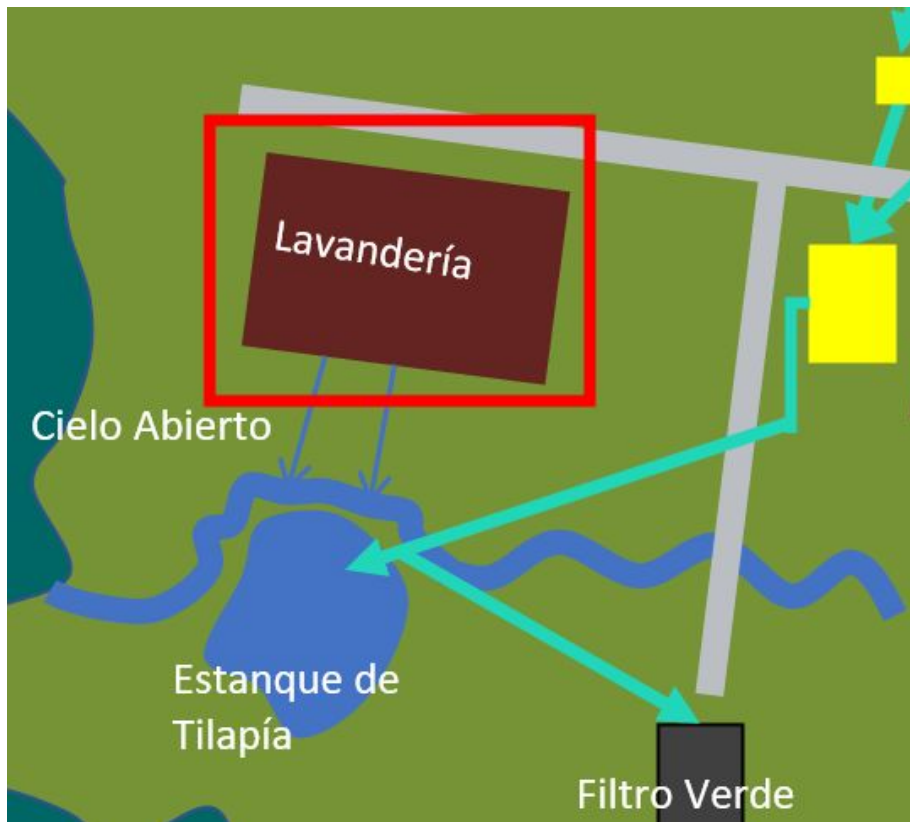 Lavandería
Cielo Abierto
Estanque de
Tilapía
Filtro Verde